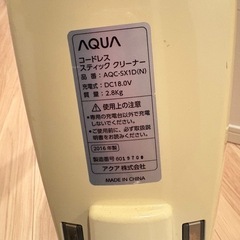 AQUA
コードレス
スティック クリーナー
品 番：AQC-SX1D(N)
充電式：DC18.0V
質 量：2.8Kg
使用上の注意
●専用の充電台以外で充電
しないでください。
●ご使用の前に、必ず取扱説
明書をお読みください。
2016年製
製造番号 0019708
アクア株式会社
MADE IN CHINA